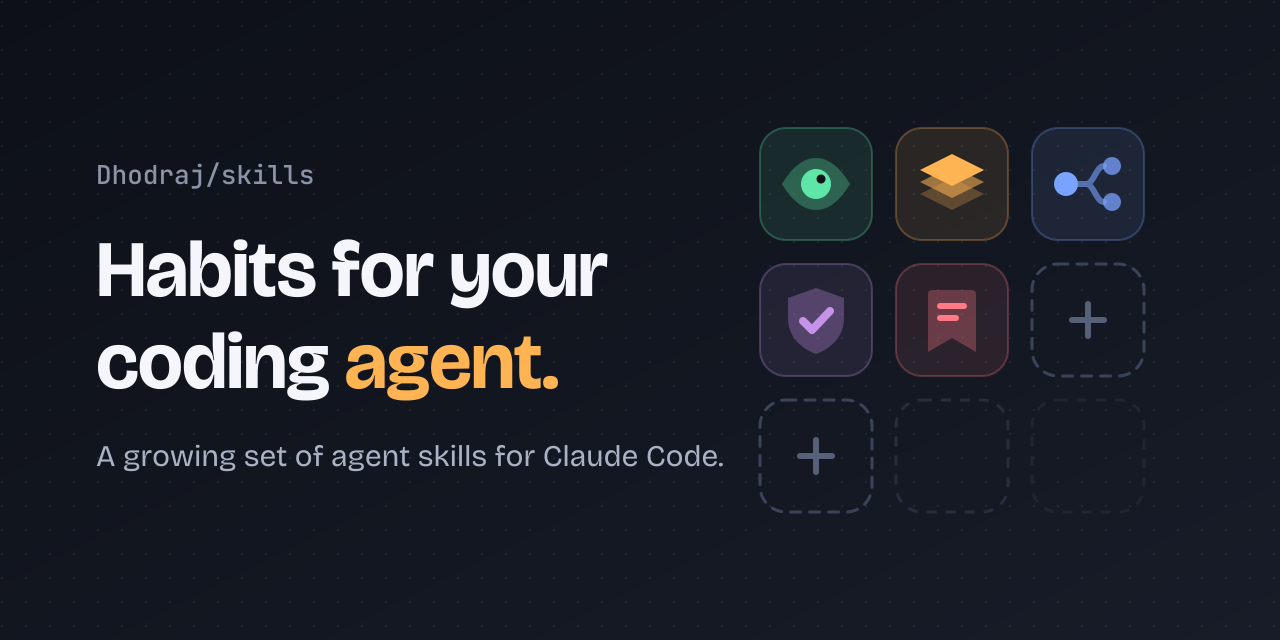 Dhodraj/skills
Habits for your
coding agent.
A growing set of agent skills for Claude Code.